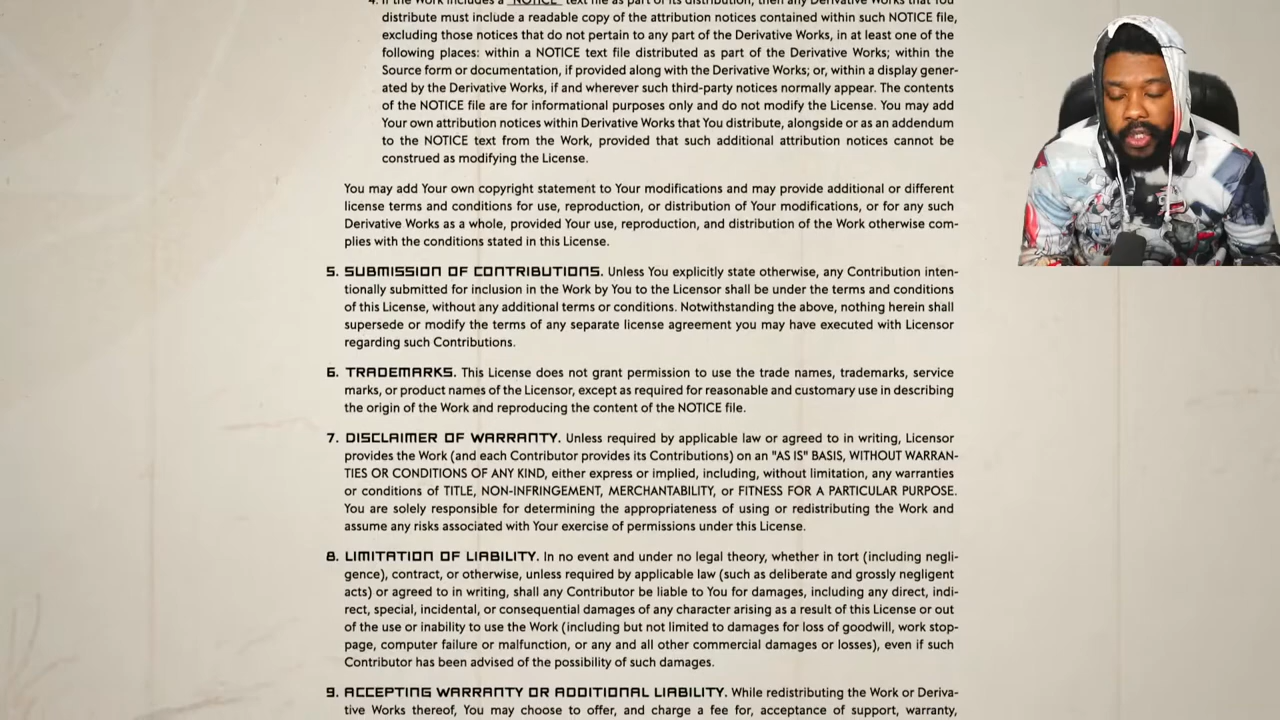 4. If the Work includes a "NOTICE" text file as part of its distribution, then any Derivative Works that You
distribute must include a readable copy of the attribution notices contained within such NOTICE file,
excluding those notices that do not pertain to any part of the Derivative Works, in at least one of the
following places: within a NOTICE text file distributed as part of the Derivative Works; within the
Source form or documentation, if provided along with the Derivative Works; or, within a display gener-
ated by the Derivative Works, if and wherever such third-party notices normally appear. The contents
of the NOTICE file are for informational purposes only and do not modify the License. You may add
Your own attribution notices within Derivative Works that You distribute, alongside or as an addendum
to the NOTICE text from the Work, provided that such additional attribution notices cannot be
construed as modifying the License.
You may add Your own copyright statement to Your modifications and may provide additional or different
license terms and conditions for use, reproduction, or distribution of Your modifications, or for any such
Derivative Works as a whole, provided Your use, reproduction, and distribution of the Work otherwise com-
plies with the conditions stated in this License.
5. SUBMISSION OF CONTRIBUTIONS. Unless You explicitly state otherwise, any Contribution inten-
tionally submitted for inclusion in the Work by You to the Licensor shall be under the terms and conditions
of this License, without any additional terms or conditions. Notwithstanding the above, nothing herein shall
supersede or modify the terms of any separate license agreement you may have executed with Licensor
regarding such Contributions.
6. TRADEMARKS. This License does not grant permission to use the trade names, trademarks, service
marks, or product names of the Licensor, except as required for reasonable and customary use in describing
the origin of the Work and reproducing the content of the NOTICE file.
7. DISCLAIMER OF WARRANTY. Unless required by applicable law or agreed to in writing, Licensor
provides the Work (and each Contributor provides its Contributions) on an "AS IS" BASIS, WITHOUT WARRAN-
TIES OR CONDITIONS OF ANY KIND, either express or implied, including, without limitation, any warranties
or conditions of TITLE, NON-INFRINGEMENT, MERCHANTABILITY, or FITNESS FOR A PARTICULAR PURPOSE.
You are solely responsible for determining the appropriateness of using or redistributing the Work and
assume any risks associated with Your exercise of permissions under this License.
8. LIMITATION OF LIABILITY. In no event and under no legal theory, whether in tort (including negli-
gence), contract, or otherwise, unless required by applicable law (such as deliberate and grossly negligent
acts) or agreed to in writing, shall any Contributor be liable to You for damages, including any direct, indi-
rect, special, incidental, or consequential damages of any character arising as a result of this License or out
of the use or inability to use the Work (including but not limited to damages for loss of goodwill, work stop-
page, computer failure or malfunction, or any and all other commercial damages or losses), even if such
Contributor has been advised of the possibility of such damages.
9. ACCEPTING WARRANTY OR ADDITIONAL LIABILITY. While redistributing the Work or Deriva-
tive Works thereof, You may choose to offer, and charge a fee for, acceptance of support, warranty,